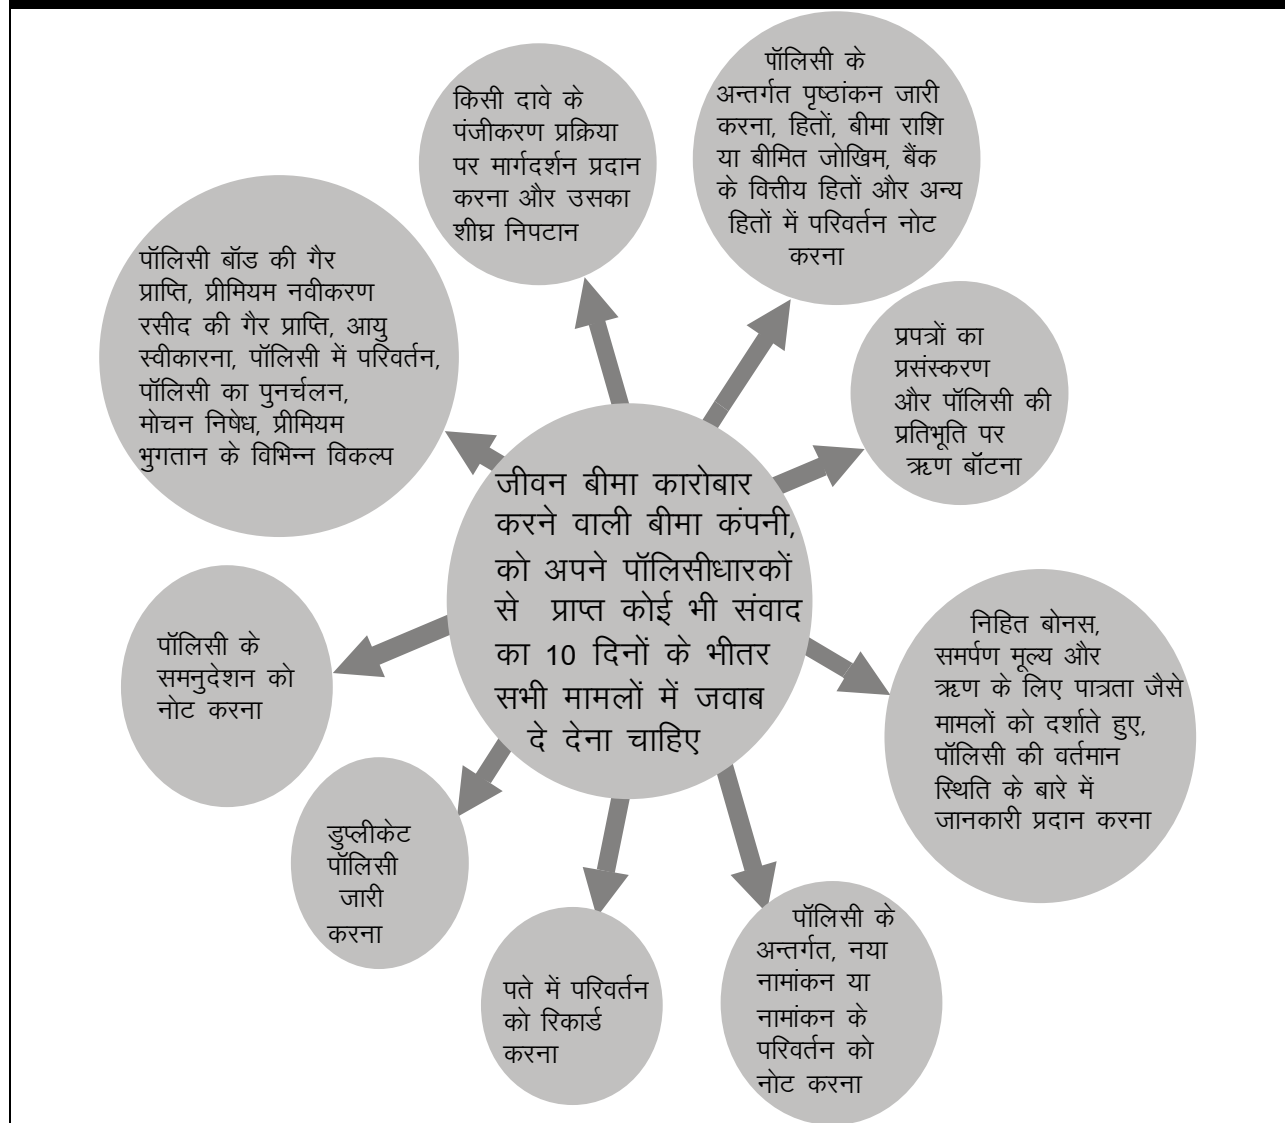 पॉलिसी के
अन्तर्गत पृष्ठांकन जारी
करना, हितों, बीमा राशि
या बीमित जोखिम, बैंक
के वित्तीय हितों और अन्य
हितों में परिवर्तन नोट
करना
किसी दावे के
पंजीकरण प्रक्रिया
पर मार्गदर्शन प्रदान
करना और उसका
शीघ्र निपटान
पॉलिसी बॉड की गैर
प्राप्ति, प्रीमियम नवीकरण
रसीद की गैर प्राप्ति, आयु
स्वीकारना, पॉलिसी में परिवर्तन,
पॉलिसी का पुनर्चलन,
मोचन निषेध, प्रीमियम
भुगतान के विभिन्न विकल्प
प्रपत्रों का
प्रसंस्करण
और पॉलिसी की
प्रतिभूति पर
ऋण बॉटना
जीवन बीमा कारोबार
करने वाली बीमा कंपनी,
को अपने पॉलिसीधारकों
से प्राप्त कोई भी संवाद
का 10 दिनों के भीतर
सभी मामलों में जवाब
दे देना चाहिए
निहित बोनस,
समर्पण मूल्य और
ऋण के लिए पात्रता जैसे
मामलों को दर्शाते हुए,
पॉलिसी की वर्तमान
स्थिति के बारे में
जानकारी प्रदान करना
पॉलिसी के
समनुदेशन को
नोट करना
डुप्लीकेट
पॉलिसी
जारी
करना
पते में परिवर्तन
को रिकार्ड
करना
पॉलिसी के
अन्तर्गत, नया
नामांकन या
नामांकन के
परिवर्तन को
नोट करना